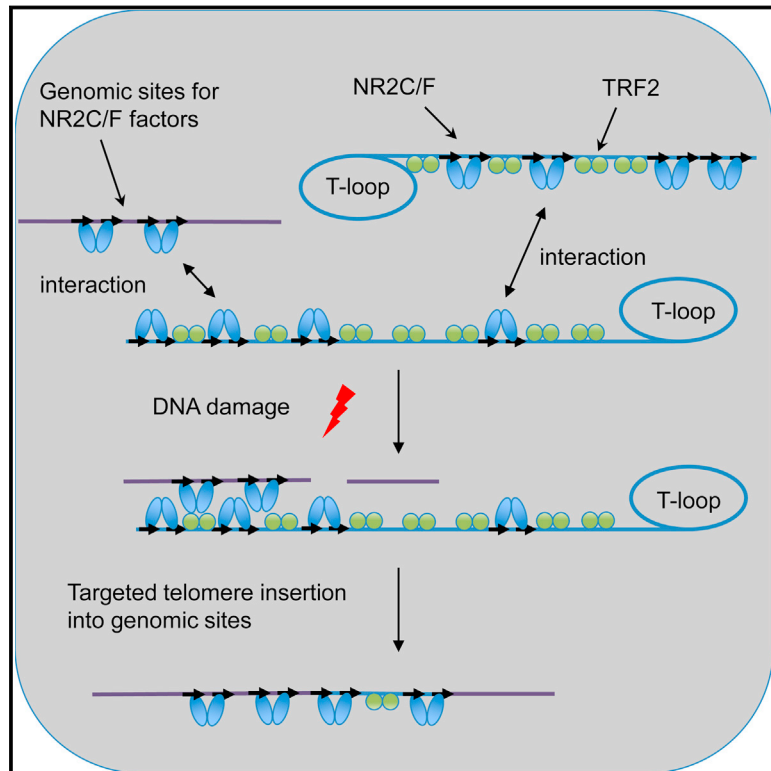 Genomic sites for
NR2C/F factors
NR2C/F
TRF2
T-loop
interaction
interaction
T-loop
DNA damage
T-loop
Targeted telomere insertion
into genomic sites